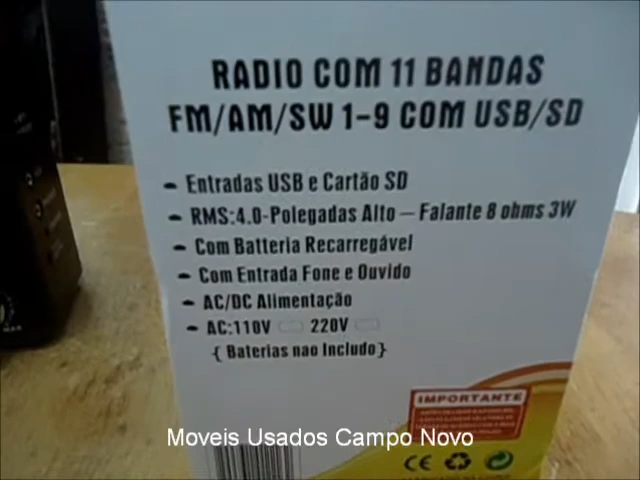 RADIO COM 11 BANDAS
FM/AM/SW 1-9 COM USB/SD
- Entradas USB e Cartão SD
- RMS:4.0-Polegadas Alto – Falante 8 ohms 3W
- Com Batteria Recarregável
- Com Entrada Fone e Ouvido
- AC/DC Alimentação
- AC:110V 220V
{ Baterias nao Includo}
IMPORTANTE
CE
Moveis Usados Campo Novo